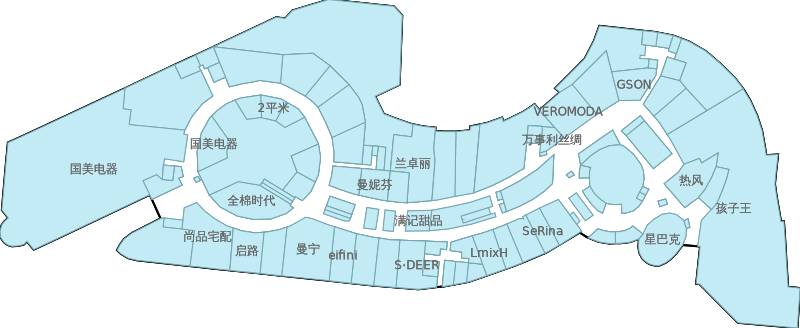 GSON
2平米
VEROMODA
国美电器
万事利丝绸
兰卓丽
国美电器
热风
曼妮芬
全棉时代
孩子王
满记甜品
SeRina
尚品宅配
星巴克
启路
曼宁
eifini
LmixH
S·DEER